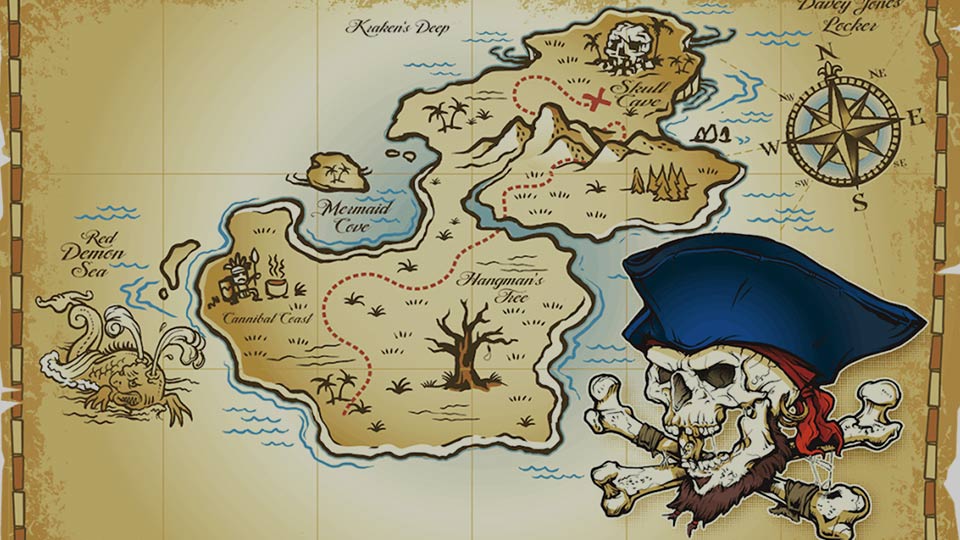 Kraken's Deep
Davey Jones'
Locker
Skull
Cave
N
NE
E
SE
S
SW
W
NW
Mermaid
Cove
Red
Demon
Sea
Hangman's
Tree
Cannibal Coast